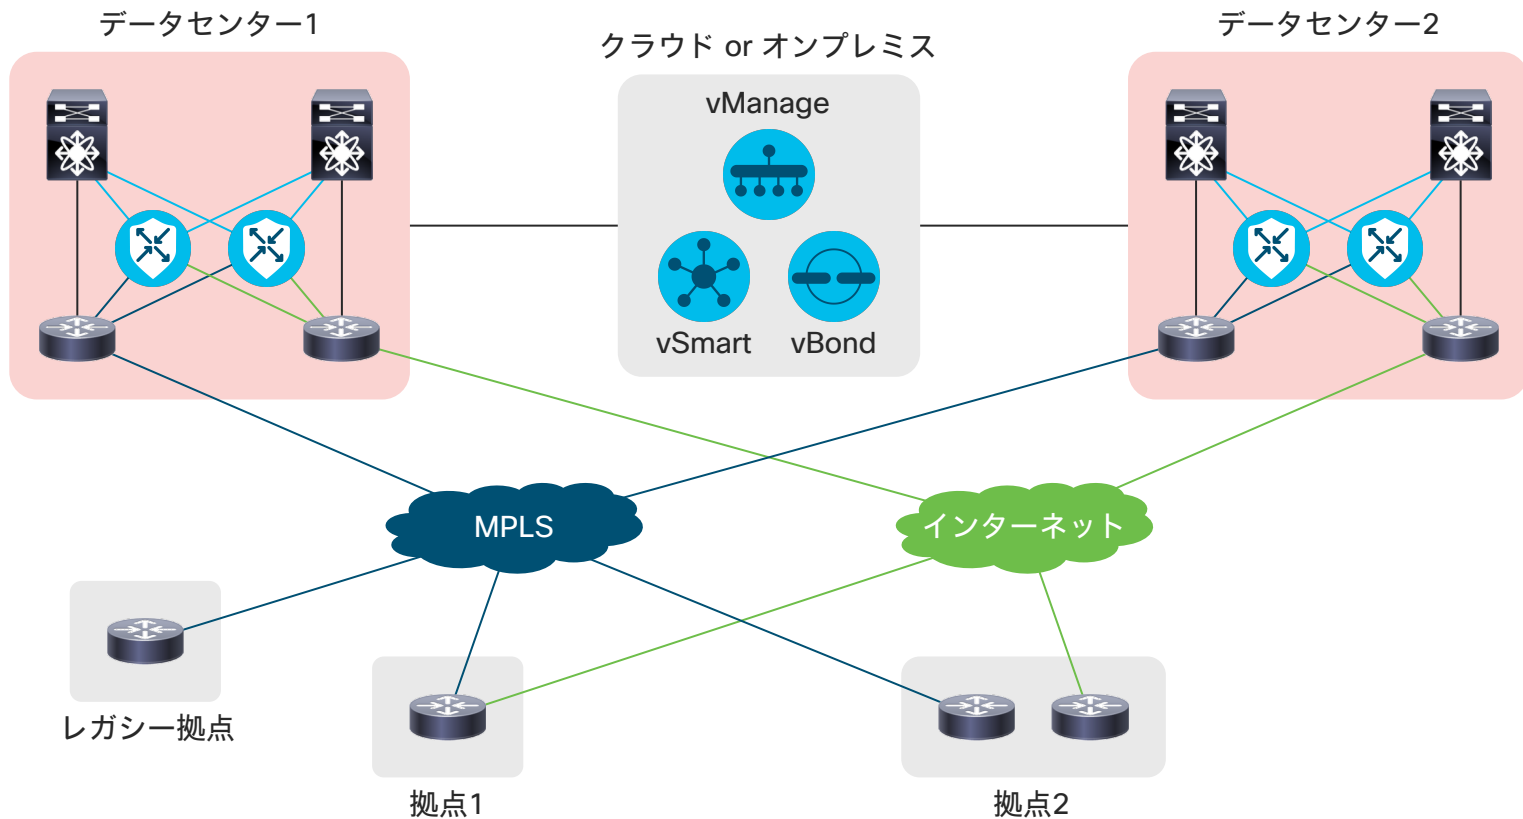 データセンター1
クラウド or オンプレミス
データセンター2
vManage
vSmart
vBond
MPLS
インターネット
レガシー拠点
拠点1
拠点2